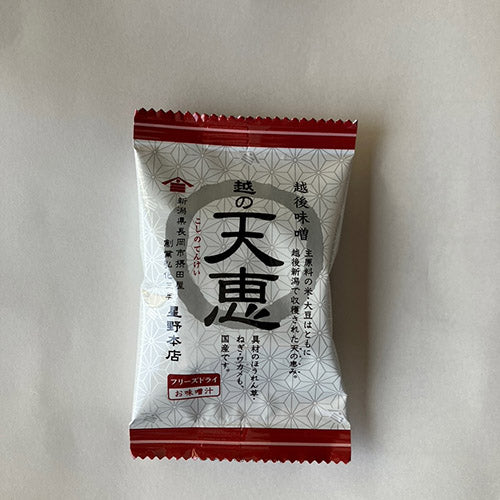 越後味噌
主原料の米・大豆はともに
越後新潟で収穫された天の恵み。
越の
天恵
こしのてんけい
具材のほうれん草・
ねぎ・ワカメも、
国産です。
新潟県長岡市摂田屋
創業弘化三年
星野本店
フリーズドライ
お味噌汁